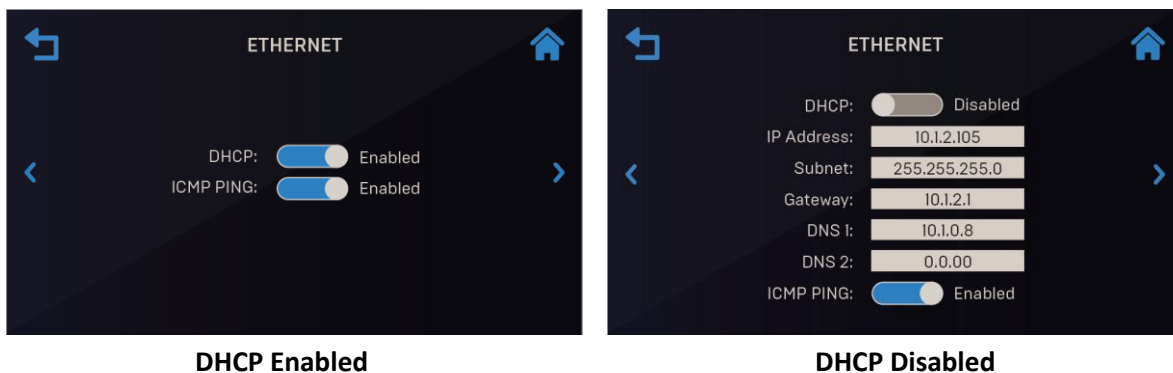 ETHERNET
DHCP: Enabled
ICMP PING: Enabled
DHCP Enabled
ETHERNET
DHCP: Disabled
IP Address: 10.1.2.105
Subnet: 255.255.255.0
Gateway: 10.1.2.1
DNS 1: 10.1.0.8
DNS 2: 0.0.00
ICMP PING: Enabled
DHCP Disabled